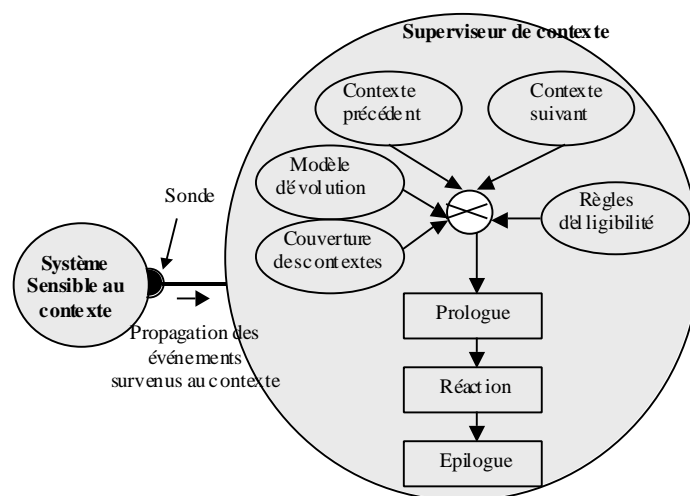 Superviseur de contexte
Contexte
précédent
Contexte
suivant
Modèle
d'évolution
Sonde
Règles
d'elligibilité
Couverture
des contextes
Système
Sensible au
contexte
Prologue
Propagation des
événements
survenus au contexte
Réaction
Epilogue